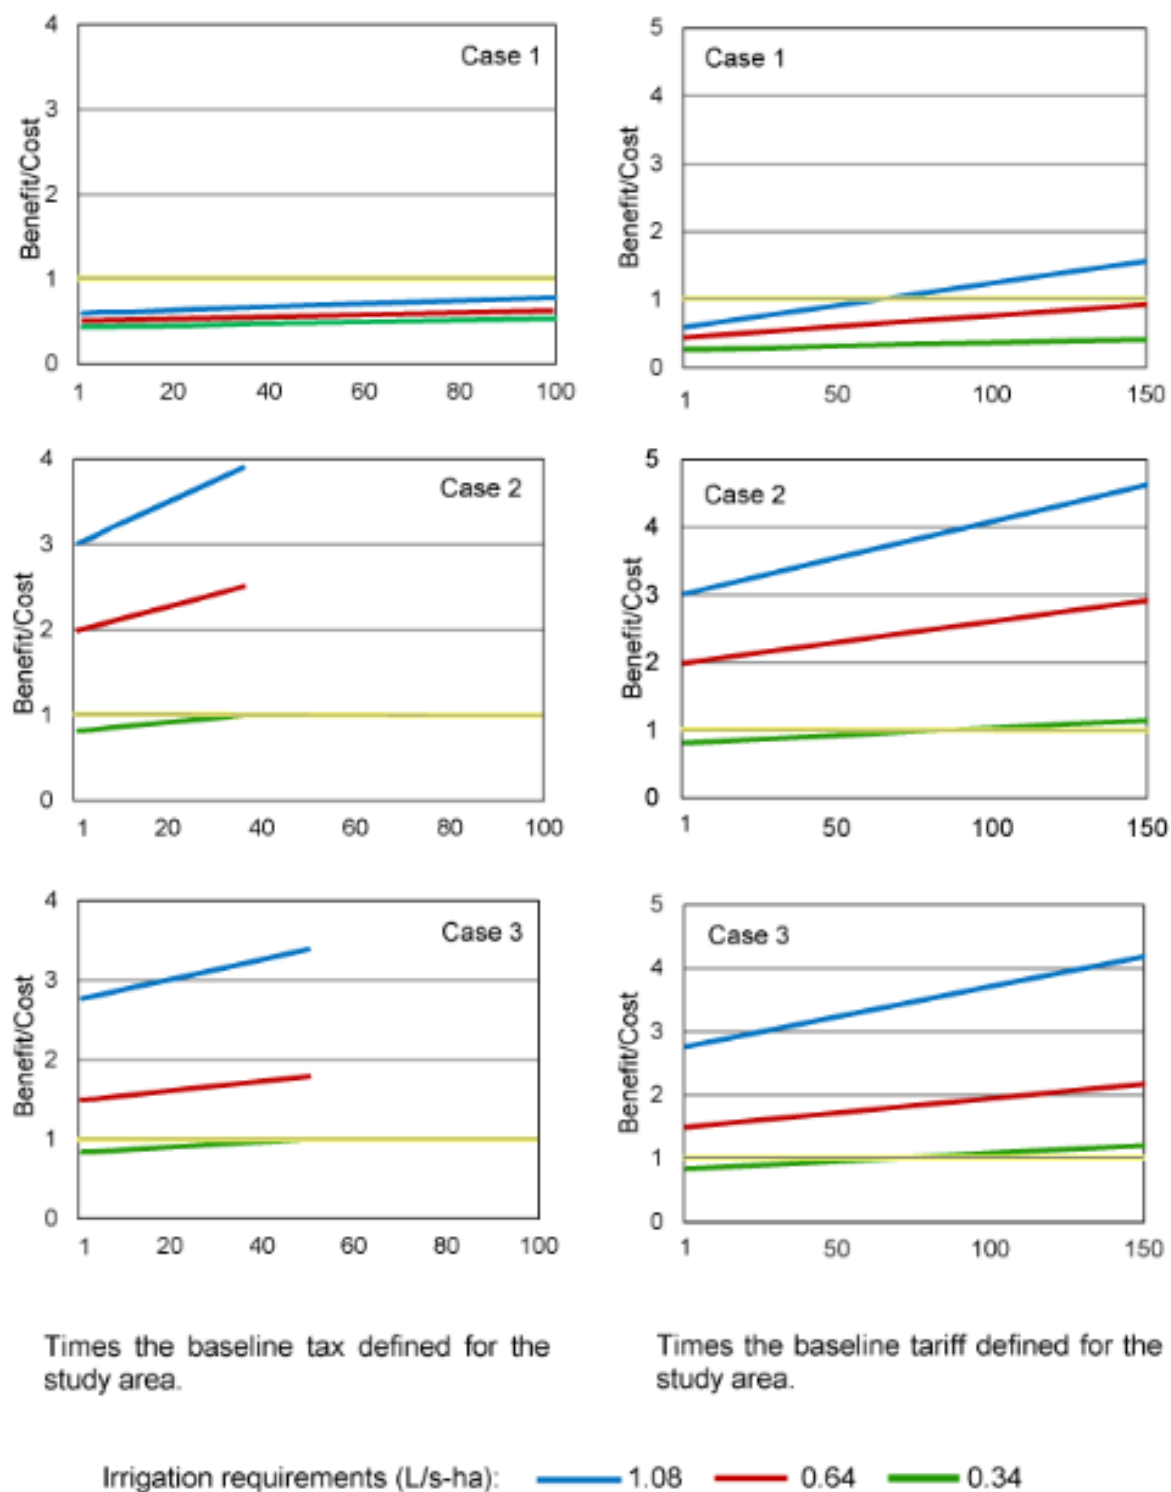 4
3
2
1
0
Benefit/Cost
Case 1
1 20 40 60 80 100
5
4
3
2
1
0
Benefit/Cost
Case 1
1 50 100 150
4
3
2
1
0
Benefit/Cost
Case 2
1 20 40 60 80 100
5
4
3
2
1
0
Benefit/Cost
Case 2
1 50 100 150
4
3
2
1
0
Benefit/Cost
Case 3
1 20 40 60 80 100
5
4
3
2
1
0
Benefit/Cost
Case 3
1 50 100 150
Times the baseline tax defined for the
study area.
Times the baseline tariff defined for the
study area.
Irrigation requirements (L/s-ha): 1.08 0.64 0.34